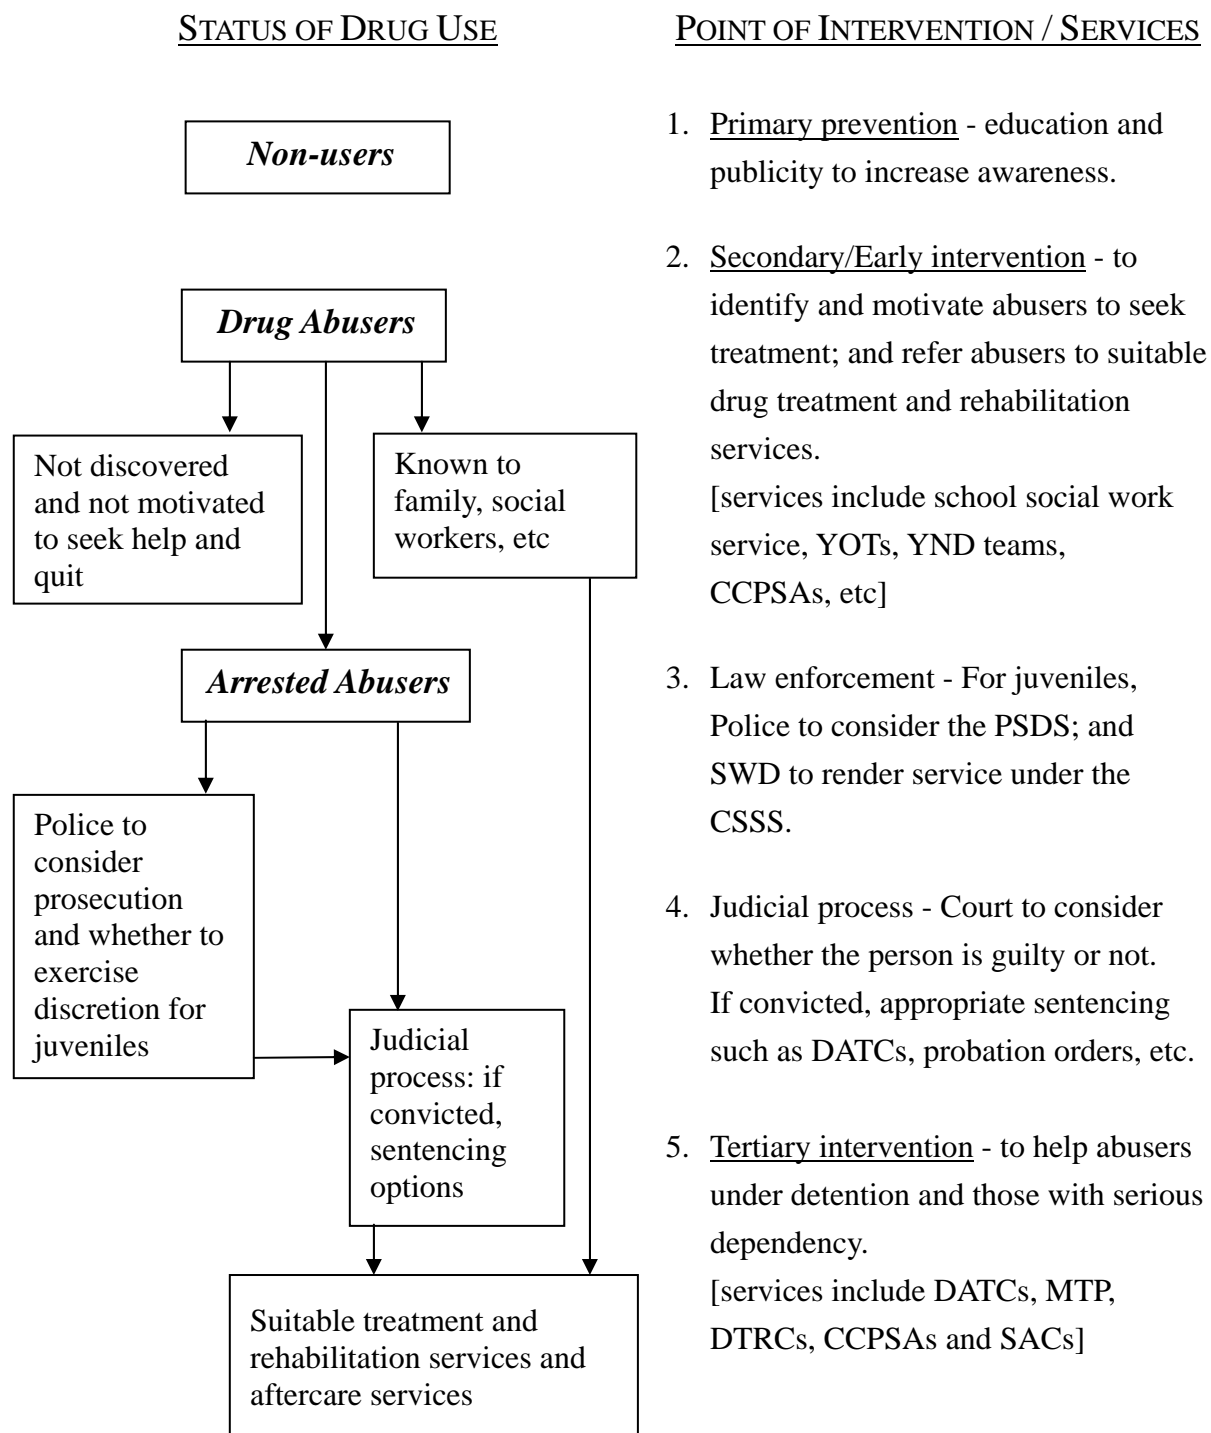 STATUS OF DRUG USE
Non-users
Drug Abusers
Not discovered
and not motivated
to seek help and
quit
Known to
family, social
workers, etc
Arrested Abusers
Police to
consider
prosecution
and whether to
exercise
discretion for
juveniles
Judicial
process: if
convicted,
sentencing
options
Suitable treatment and
rehabilitation services and
aftercare services
POINT OF INTERVENTION / SERVICES
1. Primary prevention - education and
publicity to increase awareness.
2. Secondary/Early intervention - to
identify and motivate abusers to seek
treatment; and refer abusers to suitable
drug treatment and rehabilitation
services.
[services include school social work
service, YOTs, YND teams,
CCPSAs, etc]
3. Law enforcement - For juveniles,
Police to consider the PSDS; and
SWD to render service under the
CSSS.
4. Judicial process - Court to consider
whether the person is guilty or not.
If convicted, appropriate sentencing
such as DATCs, probation orders, etc.
5. Tertiary intervention - to help abusers
under detention and those with serious
dependency.
[services include DATCs, MTP,
DTRCs, CCPSAs and SACs]